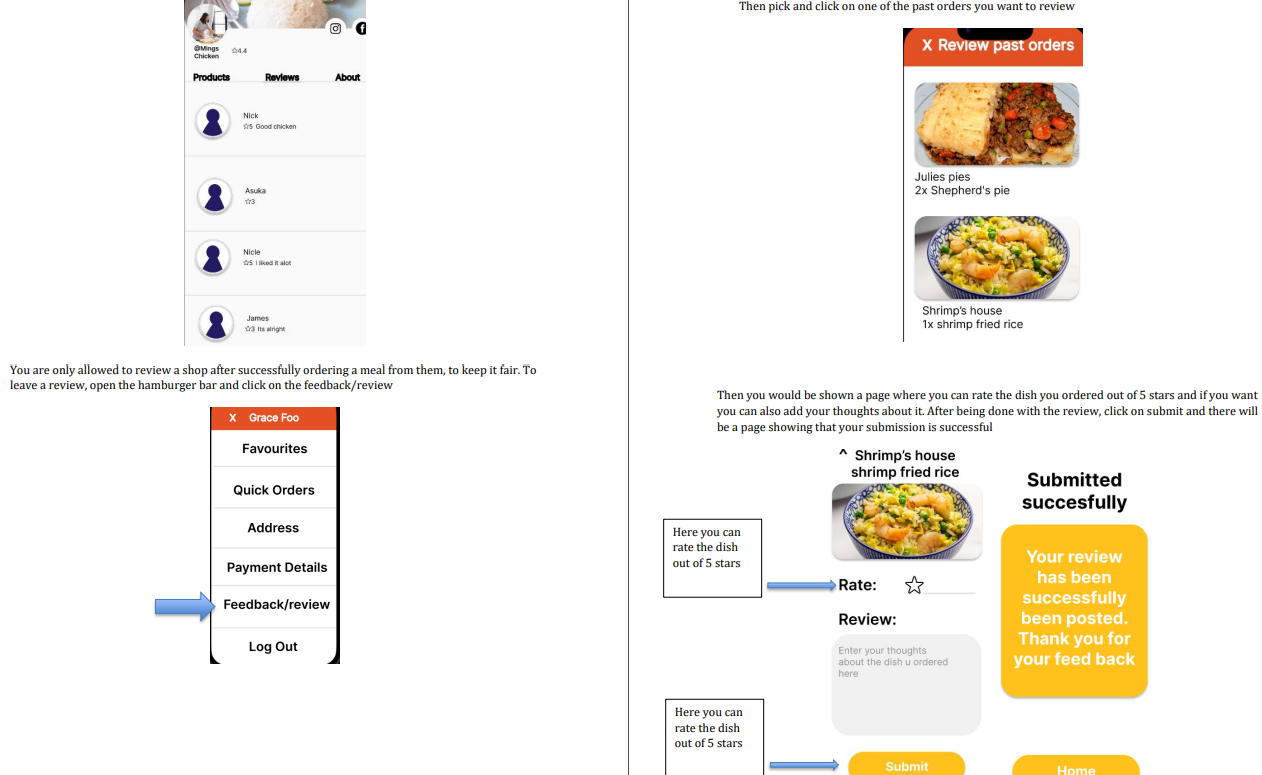 @Mings
Chicken
☆4.4
Products Reviews About
Nick
☆5 Good chicken
Asuka
☆3
Nicle
☆5 I liked it alot
James
☆3 Its alright
You are only allowed to review a shop after successfully ordering a meal from them, to keep it fair. To
leave a review, open the hamburger bar and click on the feedback/review
X Grace Foo
Favourites
Quick Orders
Address
Payment Details
Feedback/review
Log Out
Then pick and click on one of the past orders you want to review
X Review past orders
Julies pies
2x Shepherd's pie
Shrimp's house
1x shrimp fried rice
Then you would be shown a page where you can rate the dish you ordered out of 5 stars and if you want
you can also add your thoughts about it. After being done with the review, click on submit and there will
be a page showing that your submission is successful
^ Shrimp's house
shrimp fried rice
Here you can
rate the dish
out of 5 stars
Rate:
Review:
Enter your thoughts
about the dish u ordered
here
Here you can
rate the dish
out of 5 stars
Submit
Submitted
succesfully
Your review
has been
successfully
been posted.
Thank you for
your feed back
Home